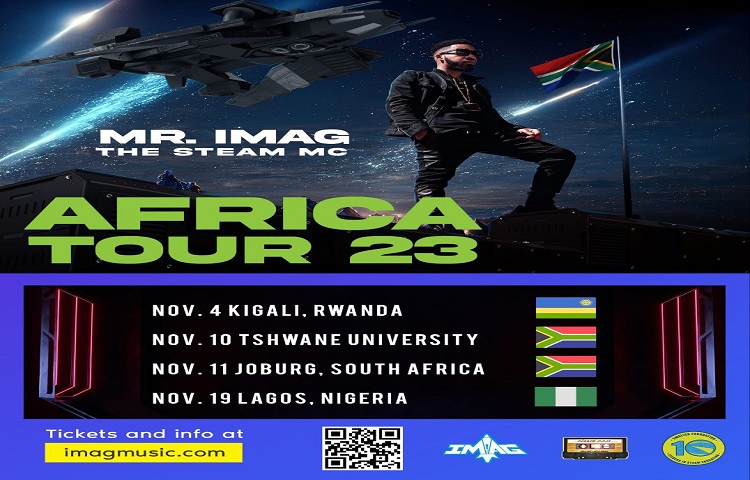 MR. IMAG
THE STEAM MC
AFRICA
TOUR 23
NOV. 4 KIGALI, RWANDA
NOV. 10 TSHWANE UNIVERSITY
NOV. 11 JOBURG, SOUTH AFRICA
NOV. 19 LAGOS, NIGERIA
Tickets and info at
imagmusic.com
IMAG
10